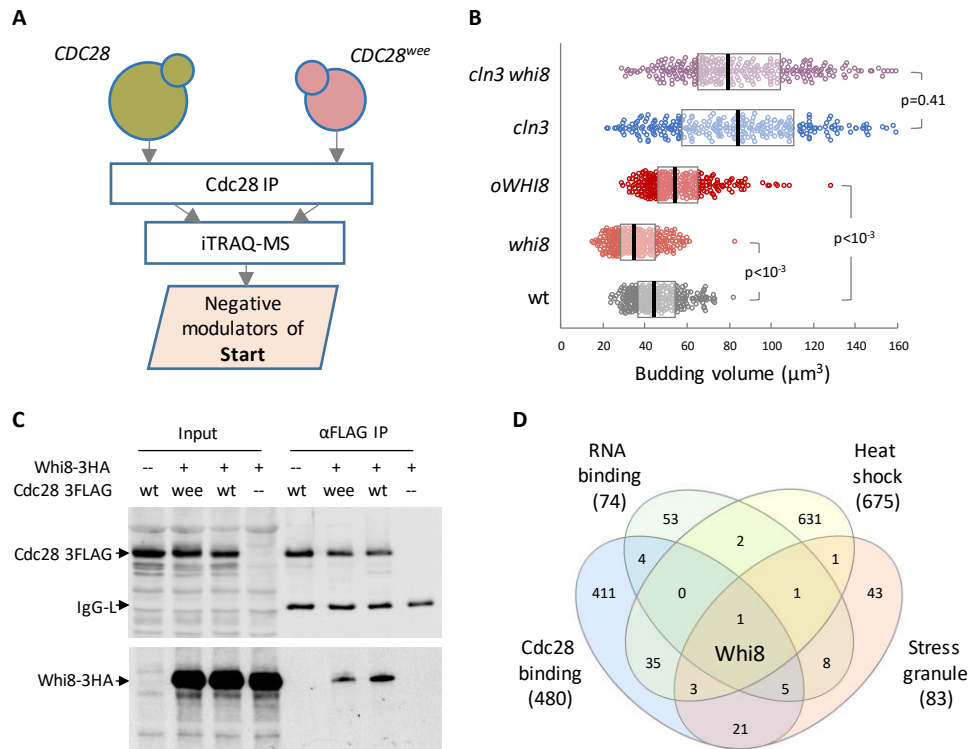 A
CDC28
CDC28wee
Cdc28 IP
iTRAQ-MS
Negative
modulators of
Start
B
cln3 whi8
cln3
oWHI8
whi8
wt
p=0.41
p<10-3
p<10-3
0 20 40 60 80 100 120 140 160
Budding volume (µm3)
C
Input αFLAG IP
Whi8-3HA -- + + + -- + + +
Cdc28 3FLAG wt wee wt -- wt wee wt --
Cdc28 3FLAG
IgG-L
Whi8-3HA
D
RNA
binding
(74)
Heat
shock
(675)
Cdc28
binding
(480)
Stress
granule
(83)
53 631
2
4 1
411 0 1 43
1
Whi8
35 8
3 5
21